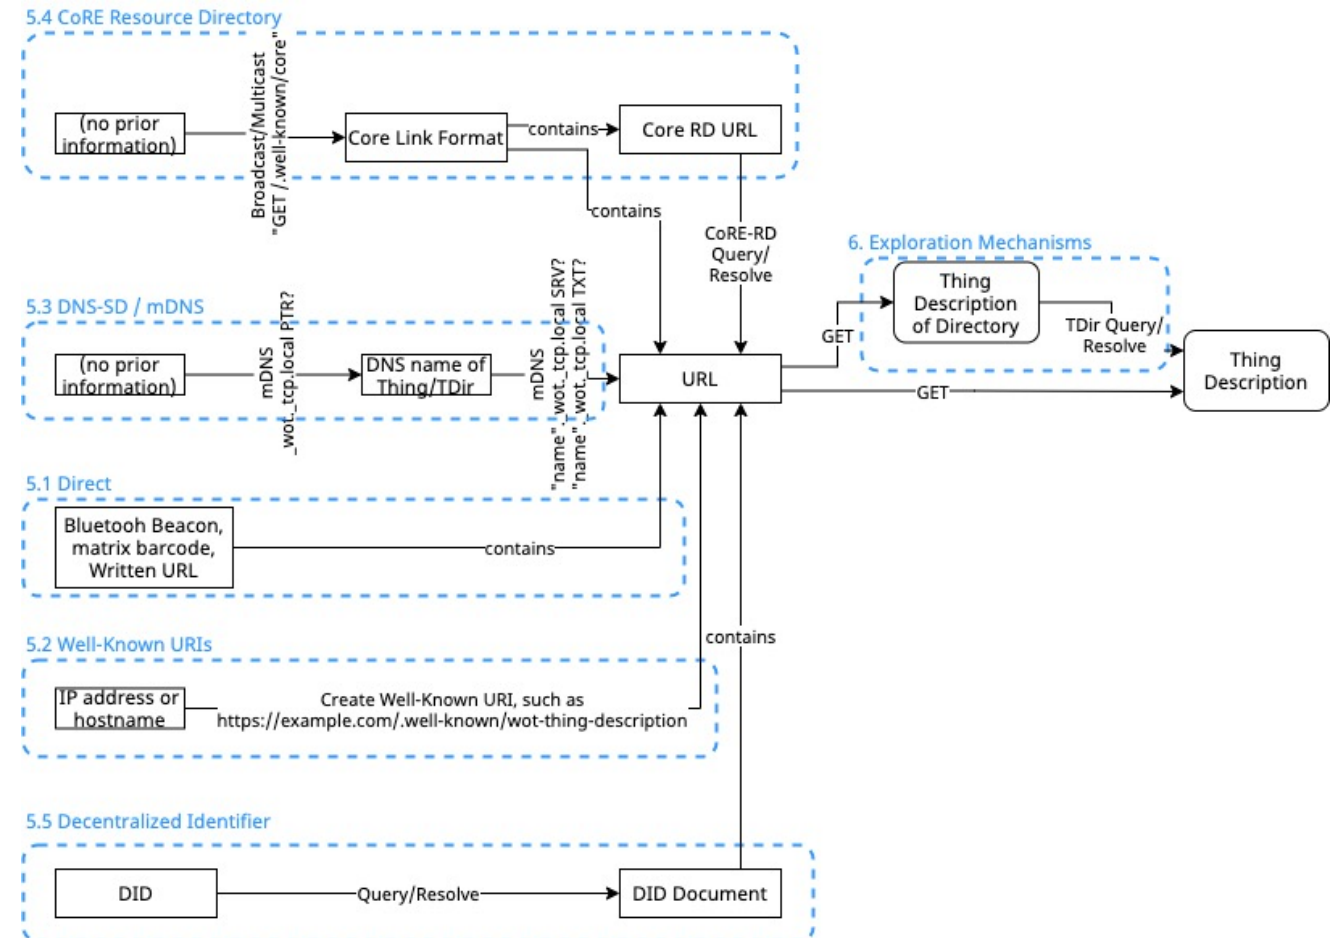 5.4 CoRE Resource Directory
(no prior
information)
Broadcast/Multicast
"GET /.well-known/core"
Core Link Format
contains
Core RD URL
contains
CoRE-RD
Query/
Resolve
6. Exploration Mechanisms
Thing
Description
of Directory
TDir Query/
Resolve
GET
Thing
Description
GET
5.3 DNS-SD / mDNS
(no prior
information)
mDNS
_wot._tcp.local PTR?
DNS name of
Thing/TDir
mDNS
"name"._wot._tcp.local SRV?
"name"._wot._tcp.local TXT?
URL
5.1 Direct
Bluetooh Beacon,
matrix barcode,
Written URL
contains
5.2 Well-Known URIs
IP address or
hostname
Create Well-Known URI, such as
https://example.com/.well-known/wot-thing-description
contains
5.5 Decentralized Identifier
DID
Query/Resolve
DID Document